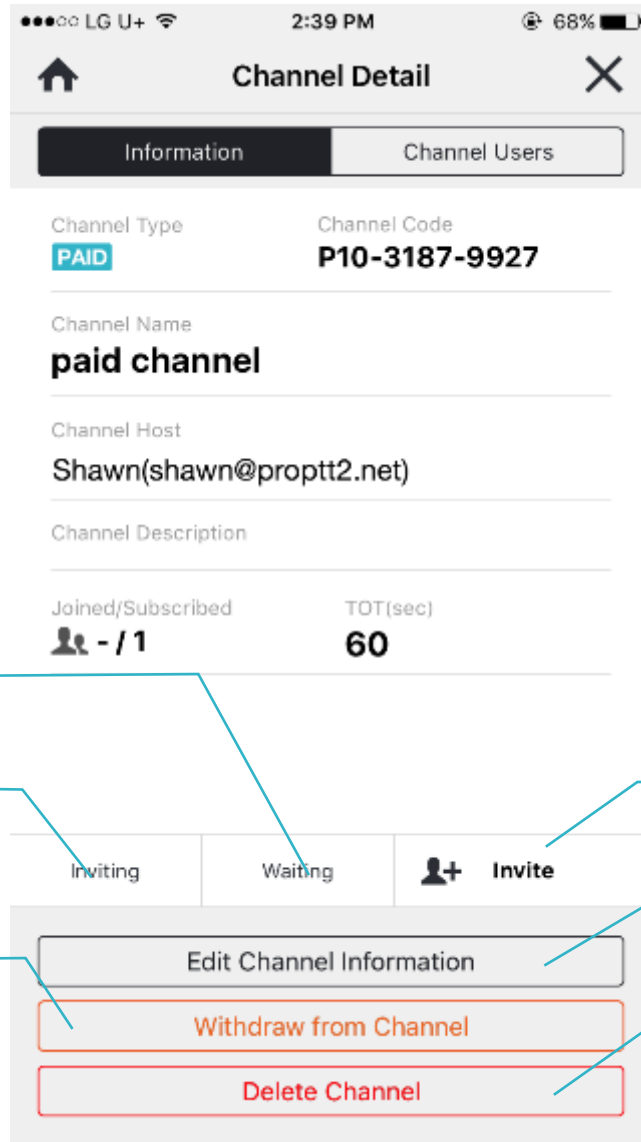 LG U+ 2:39 PM 68%
Channel Detail
Information Channel Users
Channel Type Channel Code
PAID P10-3187-9927
Channel Name
paid channel
Channel Host
Shawn(shawn@proptt2.net)
Channel Description
Joined/Subscribed TOT(sec)
- / 1 60
Inviting Waiting Invite
Edit Channel Information
Withdraw from Channel
Delete Channel